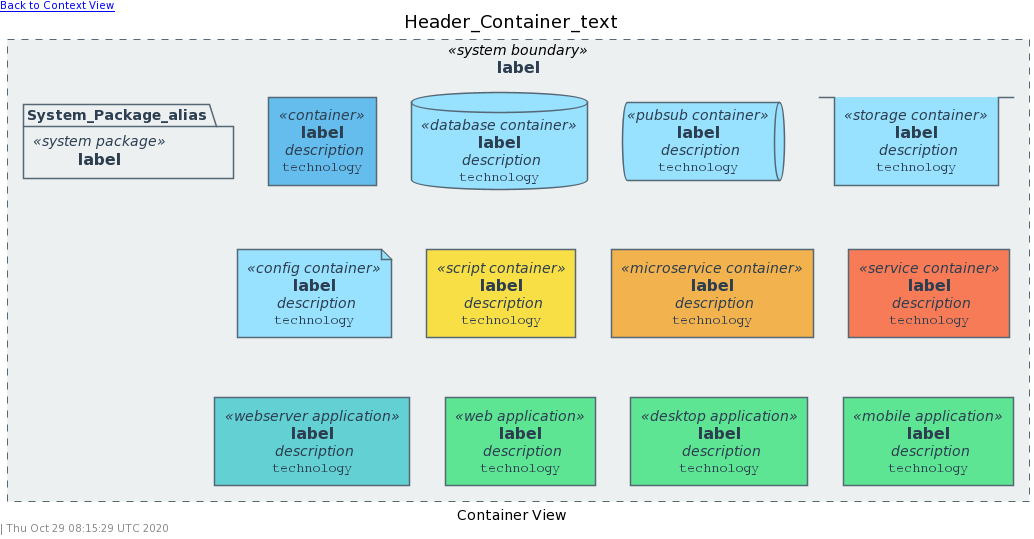 Back to Context View
Header_Container_text
«system boundary»
label
System_Package_alias
«system package»
label
«container»
label
description
technology
«database container»
label
description
technology
«pubsub container»
label
description
technology
«storage container»
label
description
technology
«config container»
label
description
technology
«script container»
label
description
technology
«microservice container»
label
description
technology
«service container»
label
description
technology
«webserver application»
label
description
technology
«web application»
label
description
technology
«desktop application»
label
description
technology
«mobile application»
label
description
technology
Container View
| Thu Oct 29 08:15:29 UTC 2020